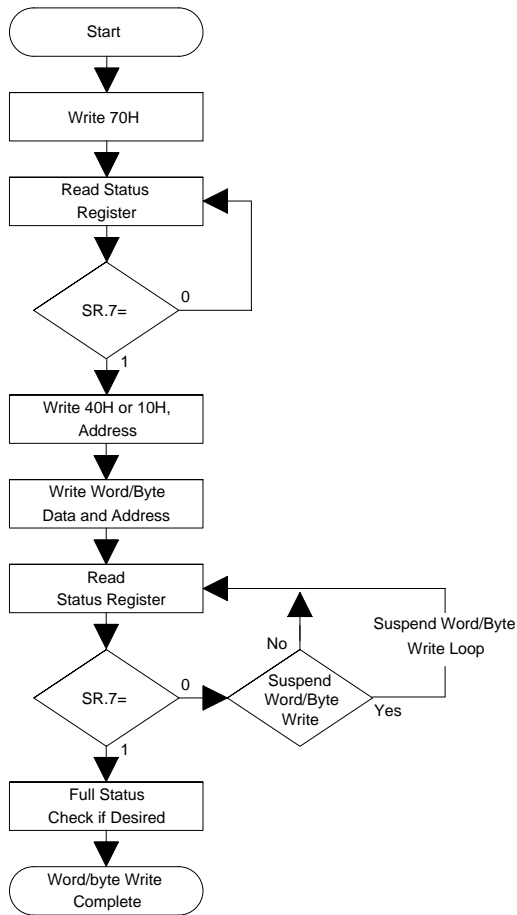 Start
Write 70H
Read Status
Register
SR.7=
0
1
Write 40H or 10H,
Address
Write Word/Byte
Data and Address
Read
Status Register
Suspend Word/Byte
Write Loop
No
SR.7=
0
Suspend
Word/Byte
Write
Yes
1
Full Status
Check if Desired
Word/byte Write
Complete